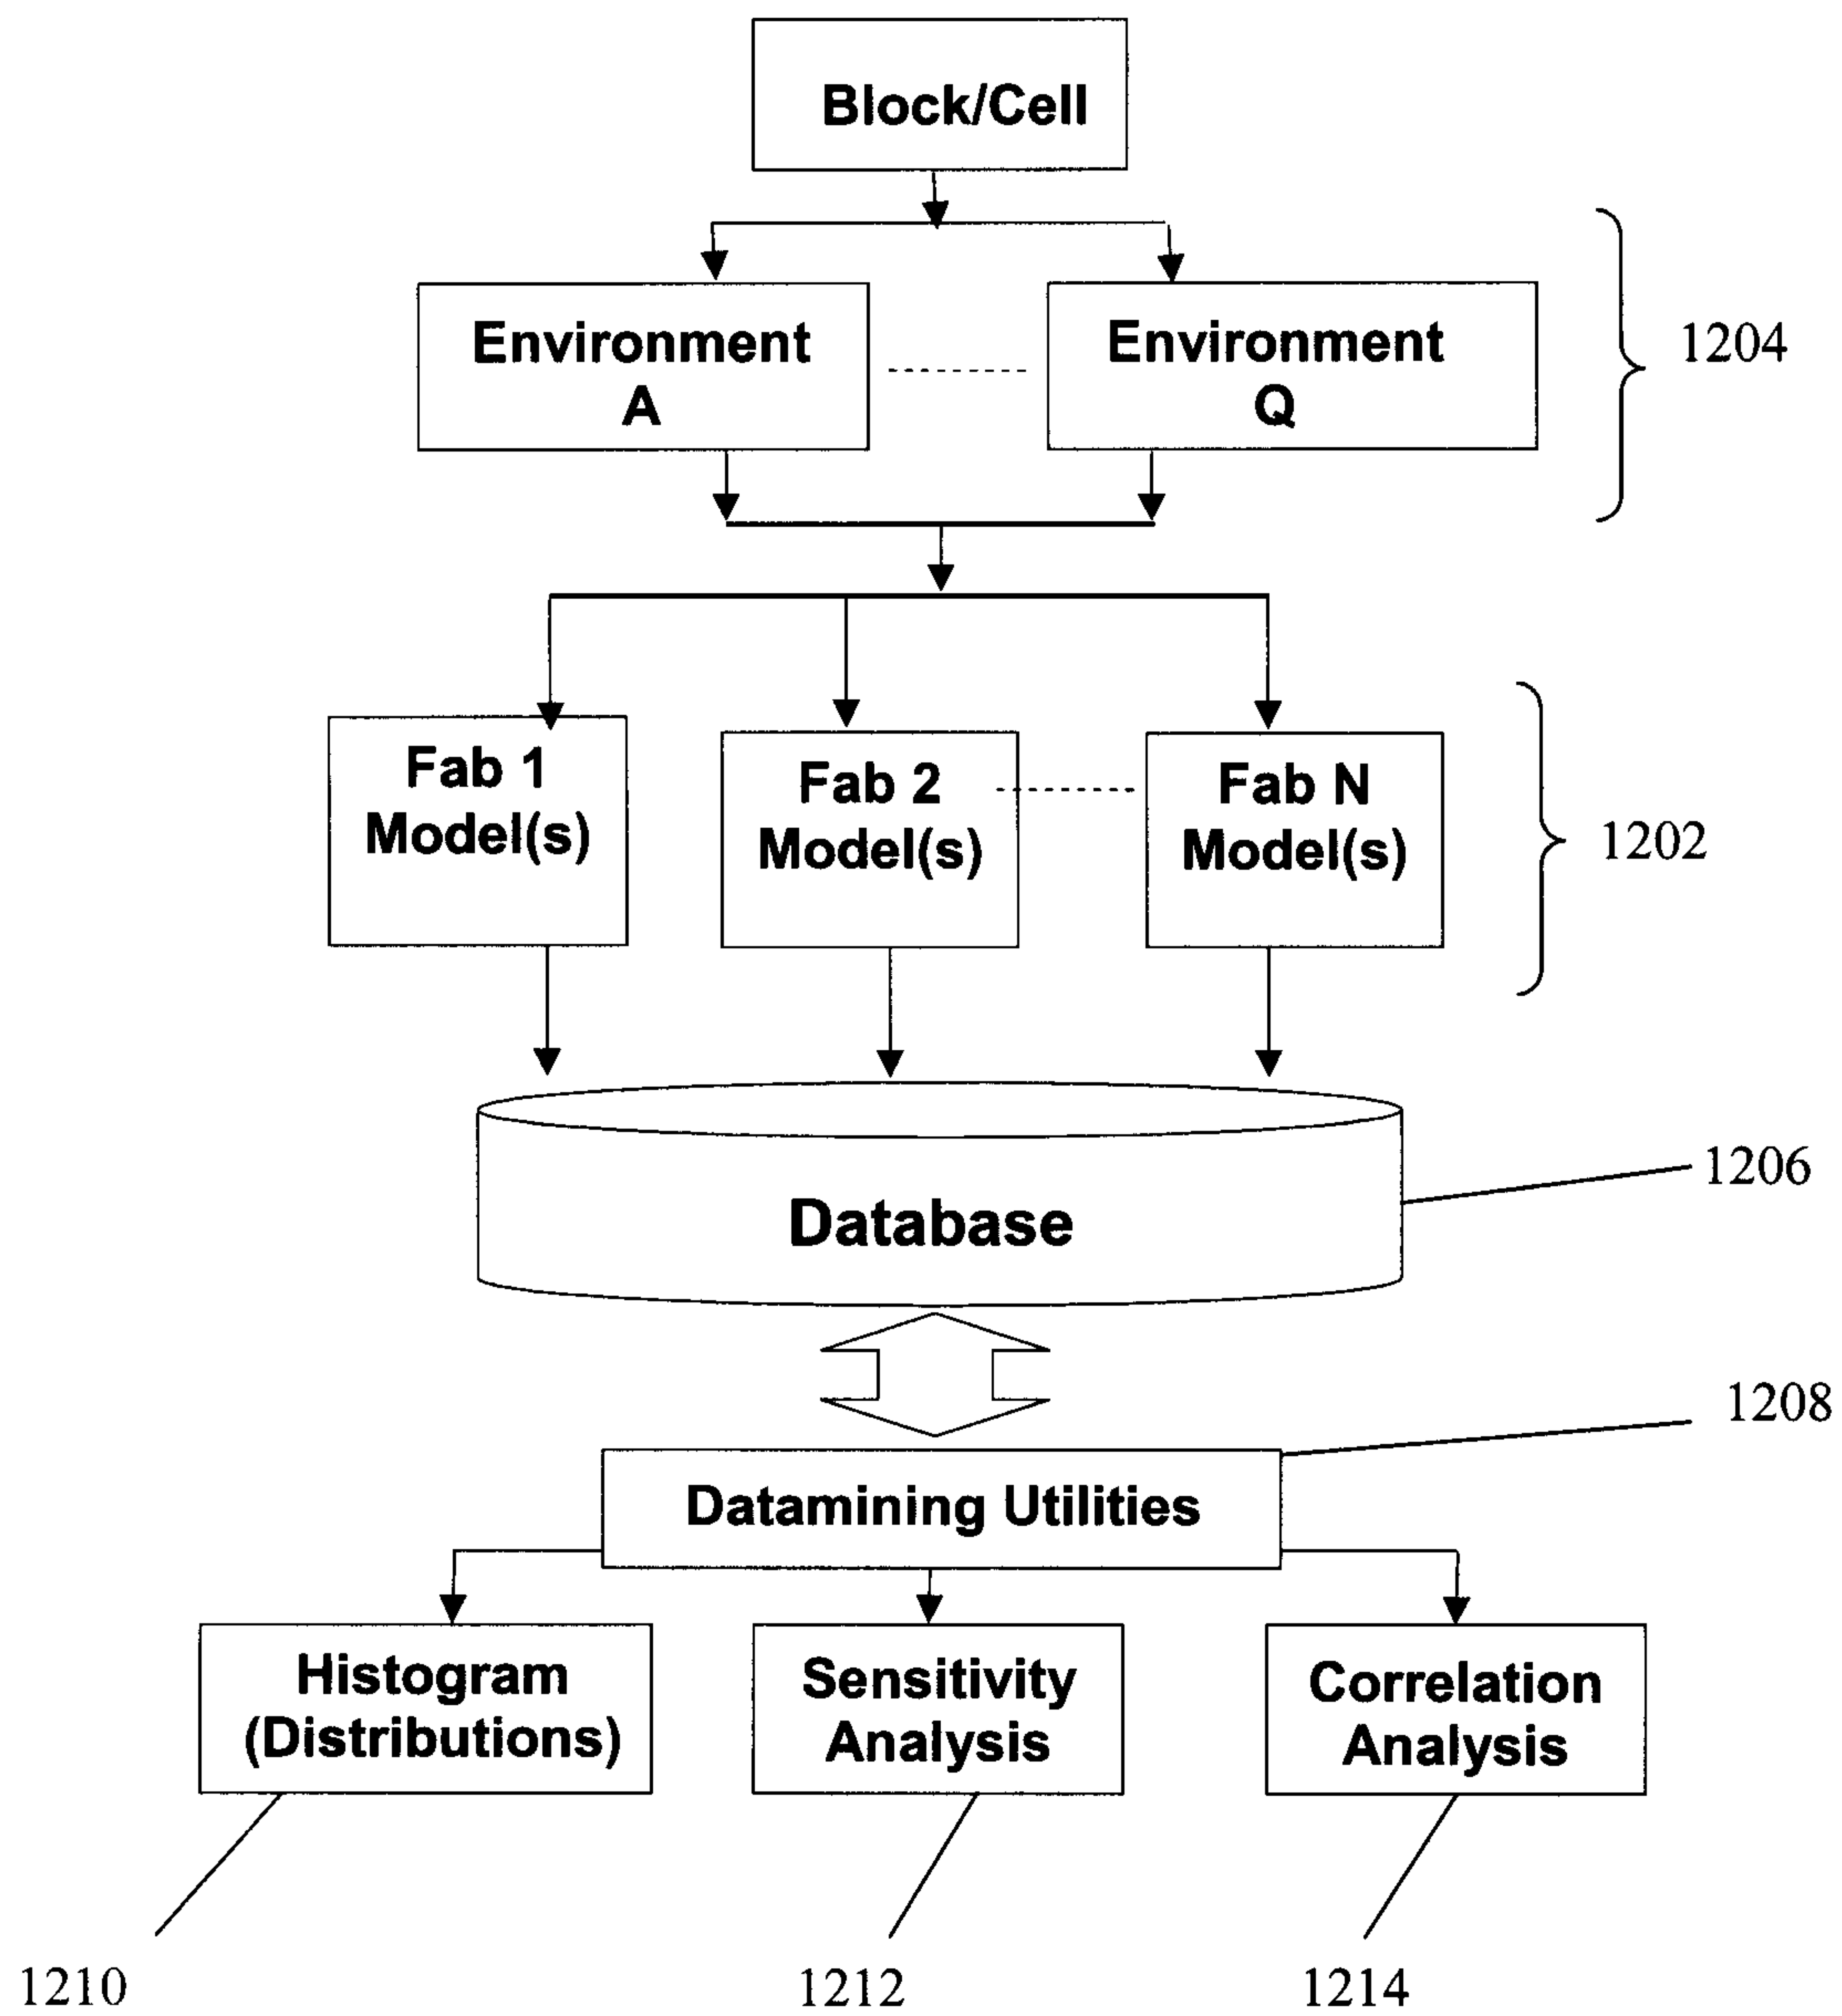 Block/Cell
Environment
A
Environment
Q
1204
Fab 1
Model(s)
Fab 2
Model(s)
Fab N
Model(s)
1202
Database
1206
1208
Datamining Utilities
Histogram
(Distributions)
Sensitivity
Analysis
Correlation
Analysis
1210
1212
1214